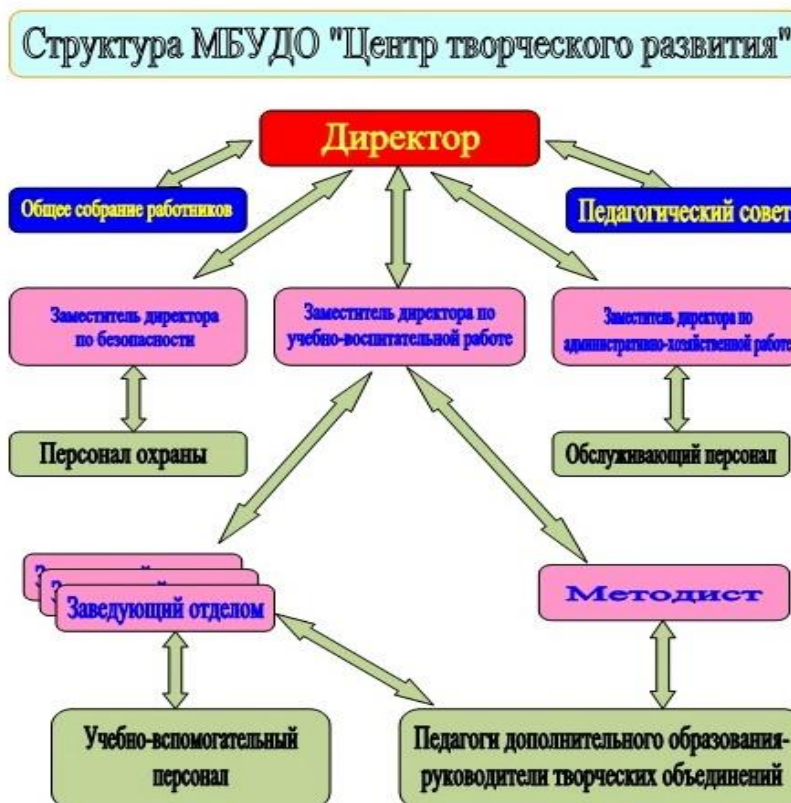 Структура МБУДО "Центр творческого развития"
Директор
Общее собрание работников
Педагогический совет
Заместитель директора
по безопасности
Заместитель директора по
учебно-воспитательной работе
Заместитель директора по
административно-хозяйственной работе
Персонал охраны
Обслуживающий персонал
Заведующий отделом
Методист
Учебно-вспомогательный
персонал
Педагоги дополнительного образования-
руководители творческих объединений